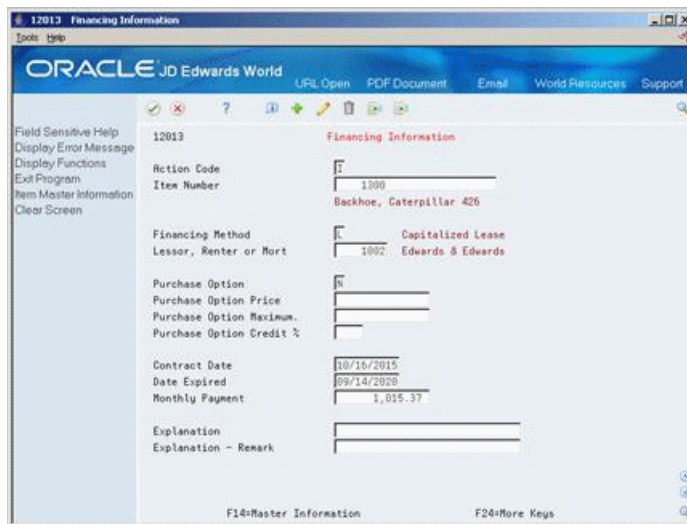 12013 Financing Information
Tools Help
ORACLE JD Edwards World
URL Open PDF Document Email World Resources Support
Field Sensitive Help
Display Error Message
Display Functions
Exit Program
Item Master Information
Clear Screen
12013 Financing Information
Action Code I
Item Number 1300
Backhoe, Caterpillar 426
Financing Method L Capitalized Lease
Lessor, Renter or Mort 1002 Edwards & Edwards
Purchase Option N
Purchase Option Price
Purchase Option Maximum.
Purchase Option Credit %
Contract Date 10/16/2015
Date Expired 09/14/2020
Monthly Payment 1,015.37
Explanation
Explanation - Remark
F14=Master Information F24=More Keys